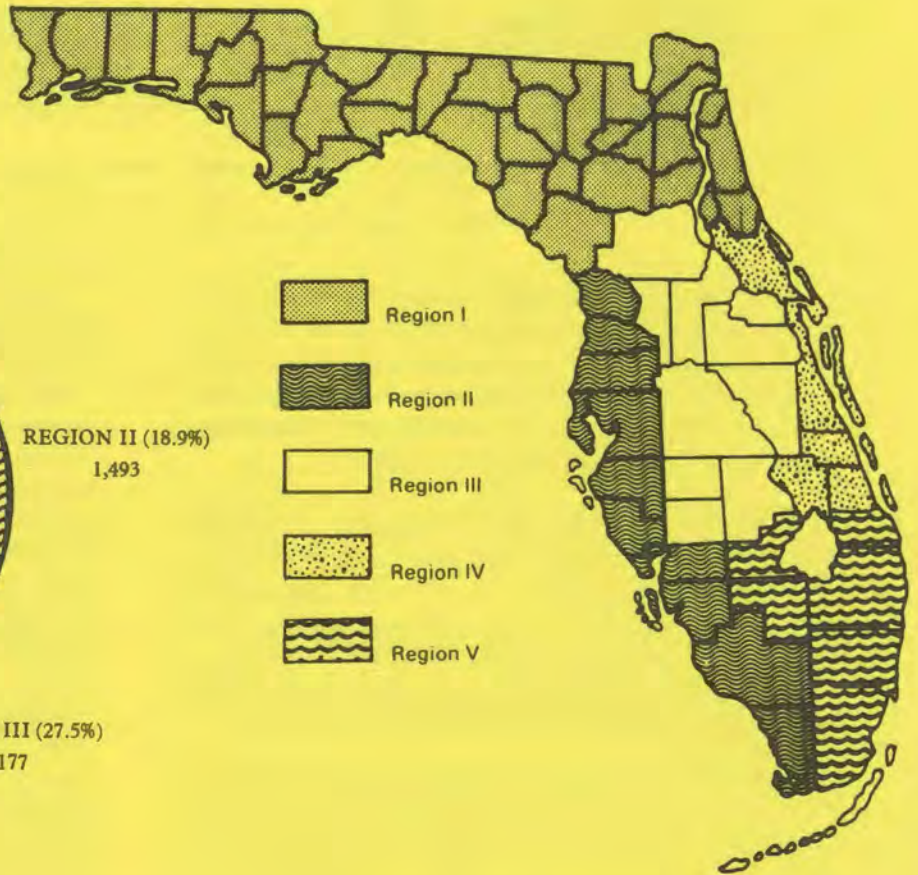 Region I
Region II
REGION II (18.9%)
1,493
Region III
Region IV
Region V
III (27.5%)
177